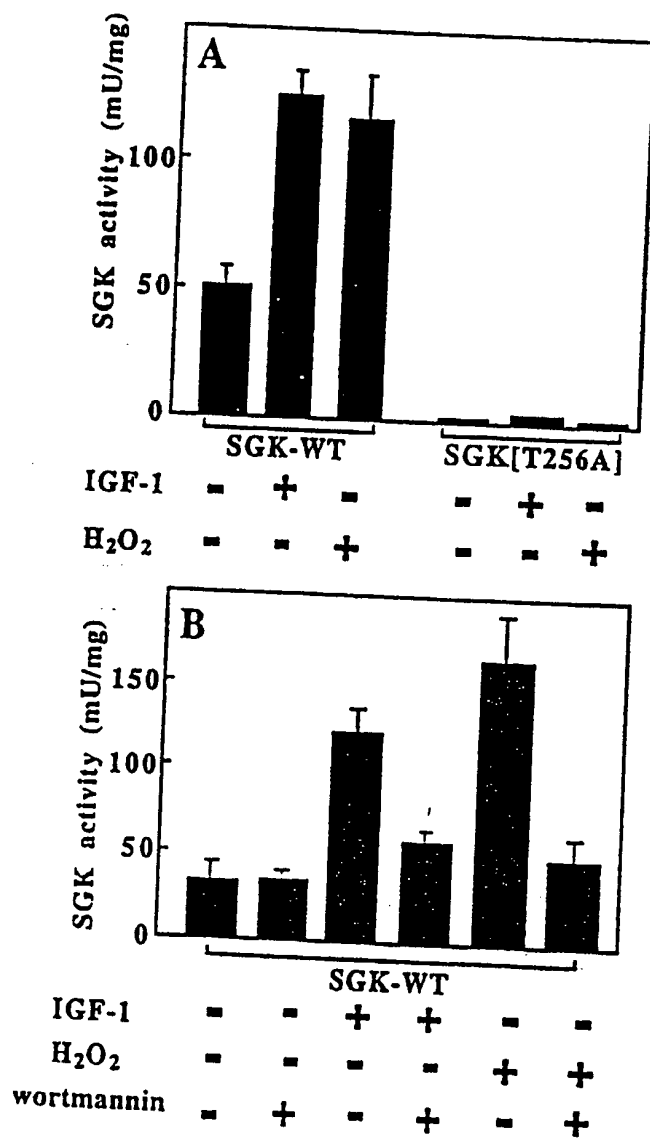 A
SGK activity (mU/mg)
100
50
0
SGK-WT SGK[T256A]
IGF-1 - + - - + -
H₂O₂ - - + - - +
B
SGK activity (mU/mg)
150
100
50
0
SGK-WT
IGF-1 - - + + - -
H₂O₂ - - - - + +
wortmannin - + - + - +